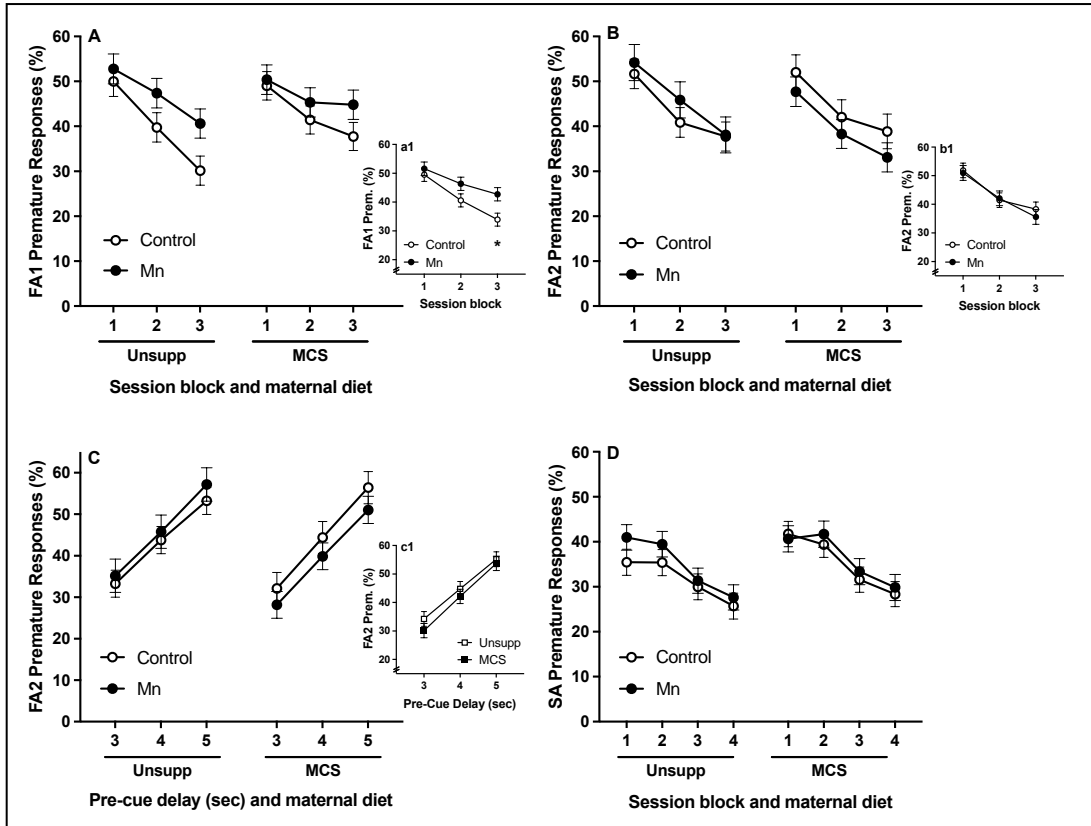 A
FA1 Premature Responses (%)
60
50
40
30
20
10
0
Control
Mn
1 2 3 1 2 3
Unsupp MCS
Session block and maternal diet
a1
FA1 Prem. (%)
60
50
40
30
20
Control
Mn
*
1 2 3
Session block
B
FA2 Premature Responses (%)
60
50
40
30
20
10
0
Control
Mn
1 2 3 1 2 3
Unsupp MCS
Session block and maternal diet
b1
FA2 Prem. (%)
60
50
40
30
20
Control
Mn
1 2 3
Session block
C
FA2 Premature Responses (%)
60
50
40
30
20
10
0
Control
Mn
3 4 5 3 4 5
Unsupp MCS
Pre-cue delay (sec) and maternal diet
c1
FA2 Prem. (%)
60
50
40
30
20
Unsupp
MCS
3 4 5
Pre-Cue Delay (sec)
D
SA Premature Responses (%)
60
50
40
30
20
10
0
Control
Mn
1 2 3 4 1 2 3 4
Unsupp MCS
Session block and maternal diet